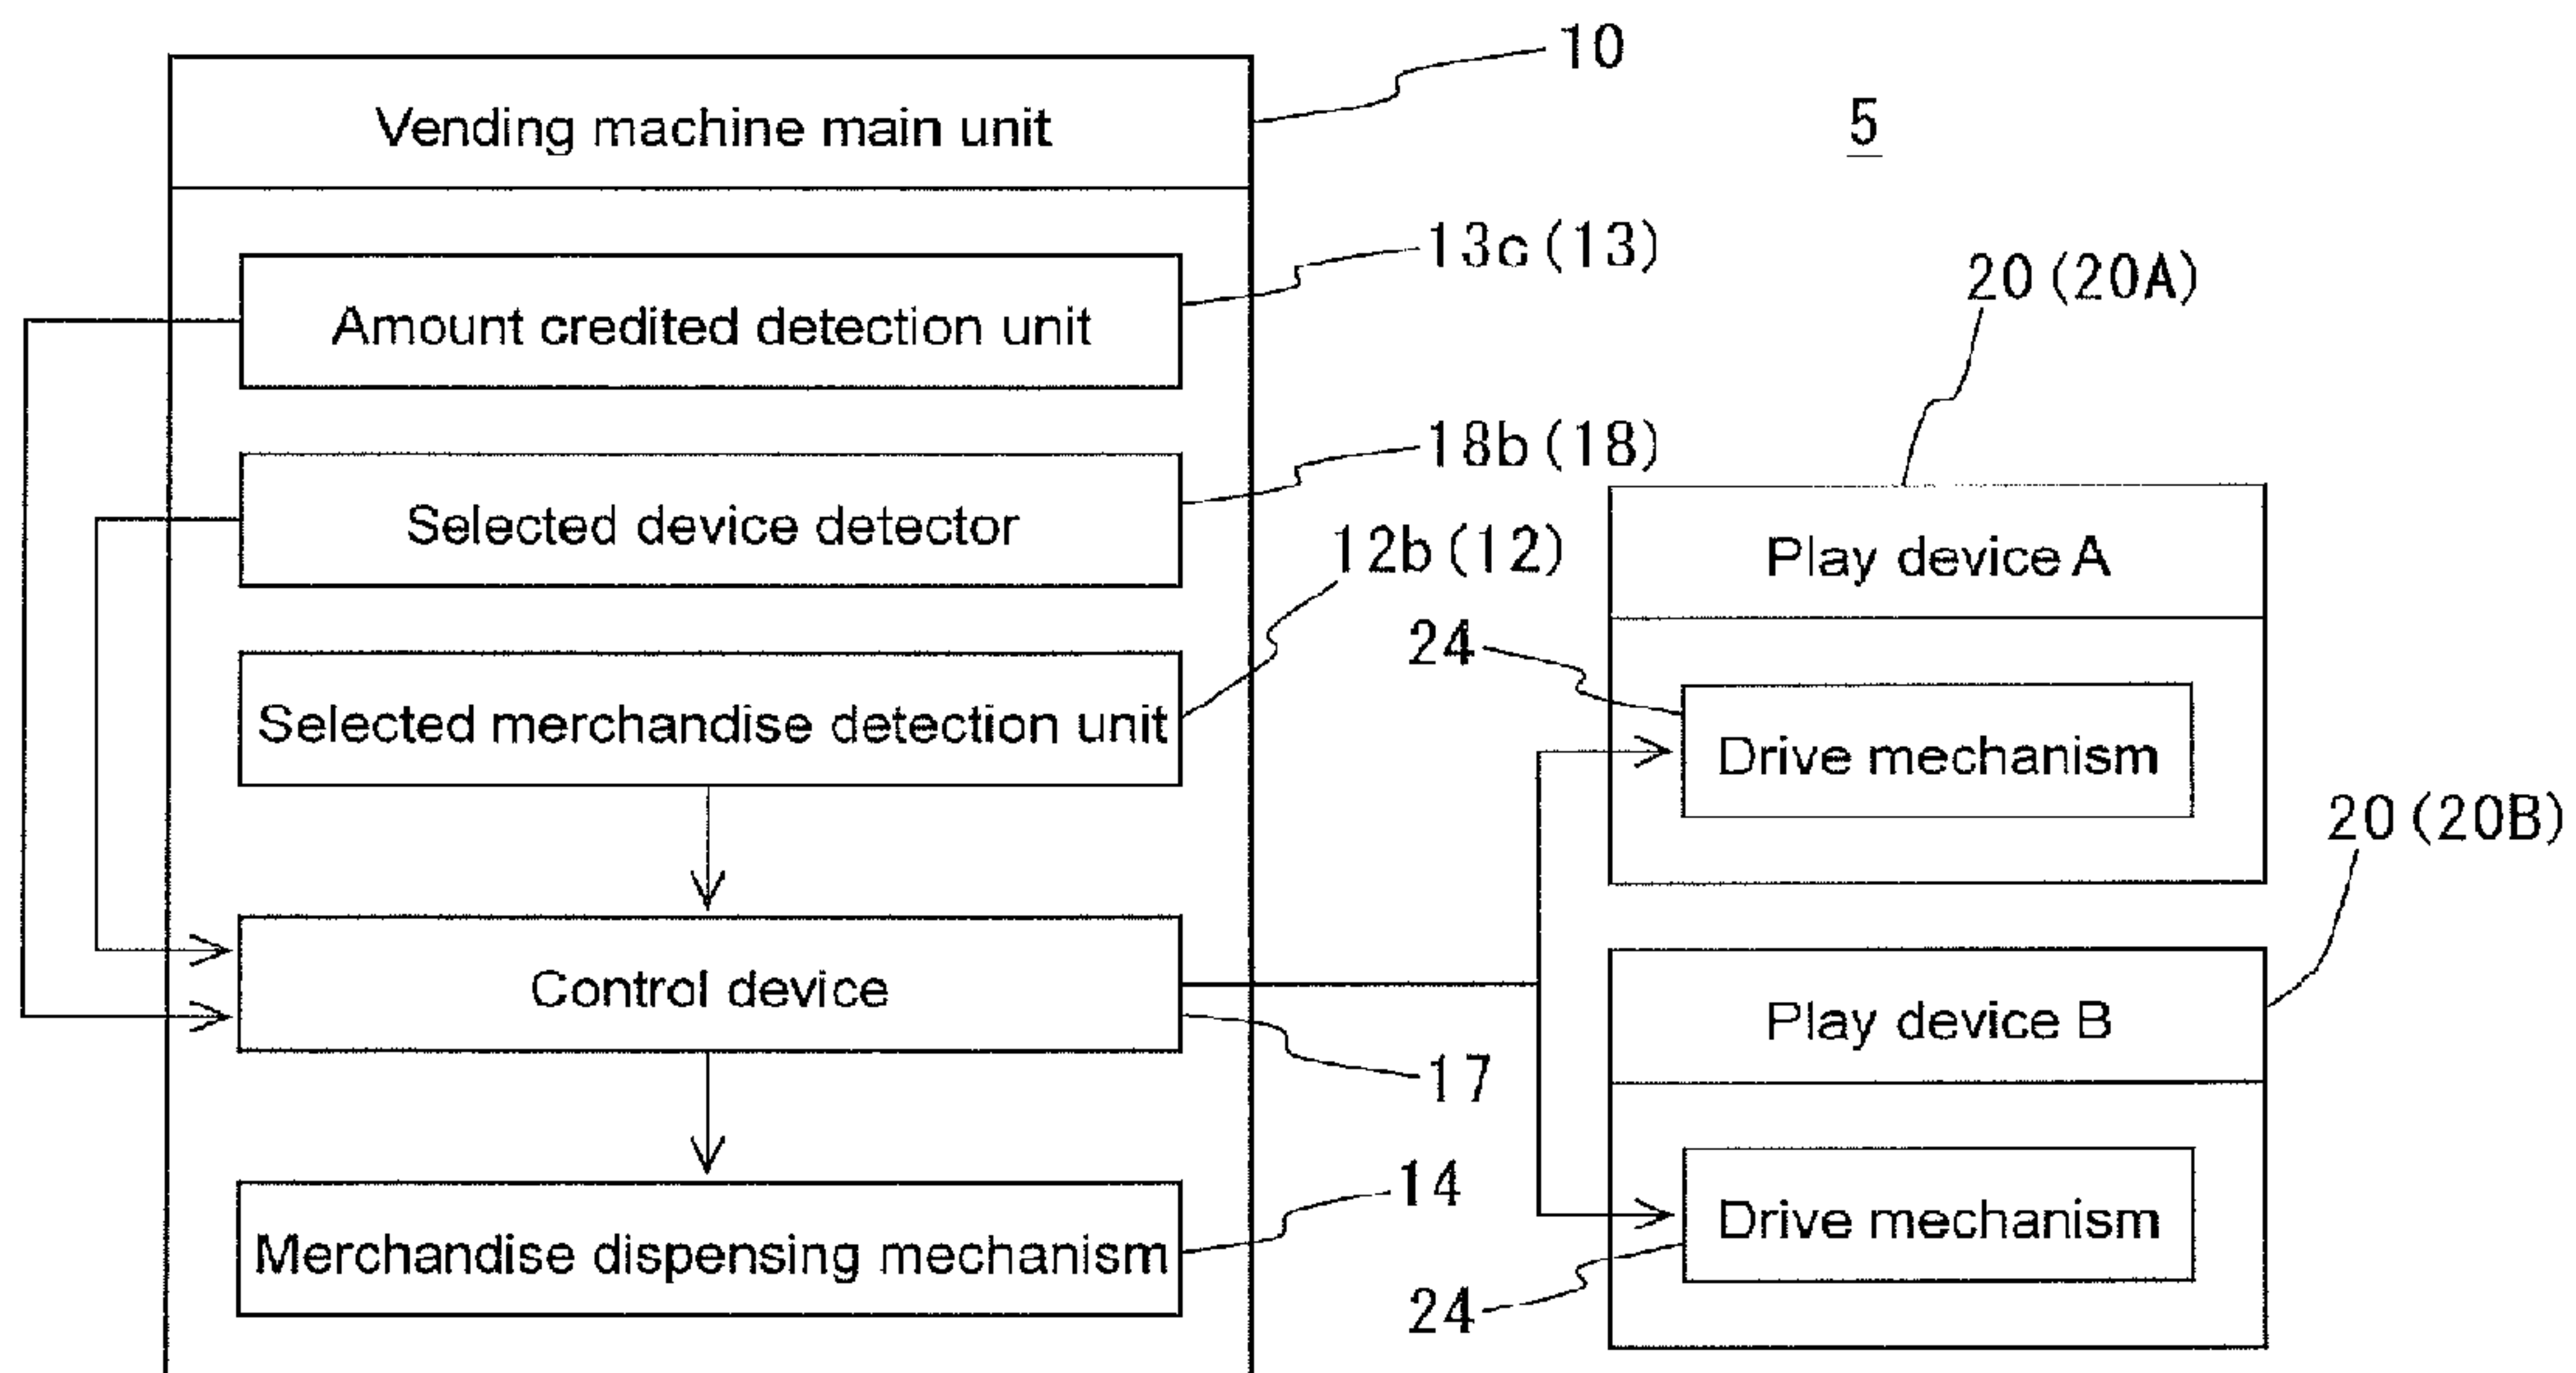 10
Vending machine main unit
5
13c(13)
Amount credited detection unit
20(20A)
18b(18)
Selected device detector
12b(12)
Play device A
24
Selected merchandise detection unit
Drive mechanism
20(20B)
Control device
Play device B
17
14
Merchandise dispensing mechanism
Drive mechanism
24